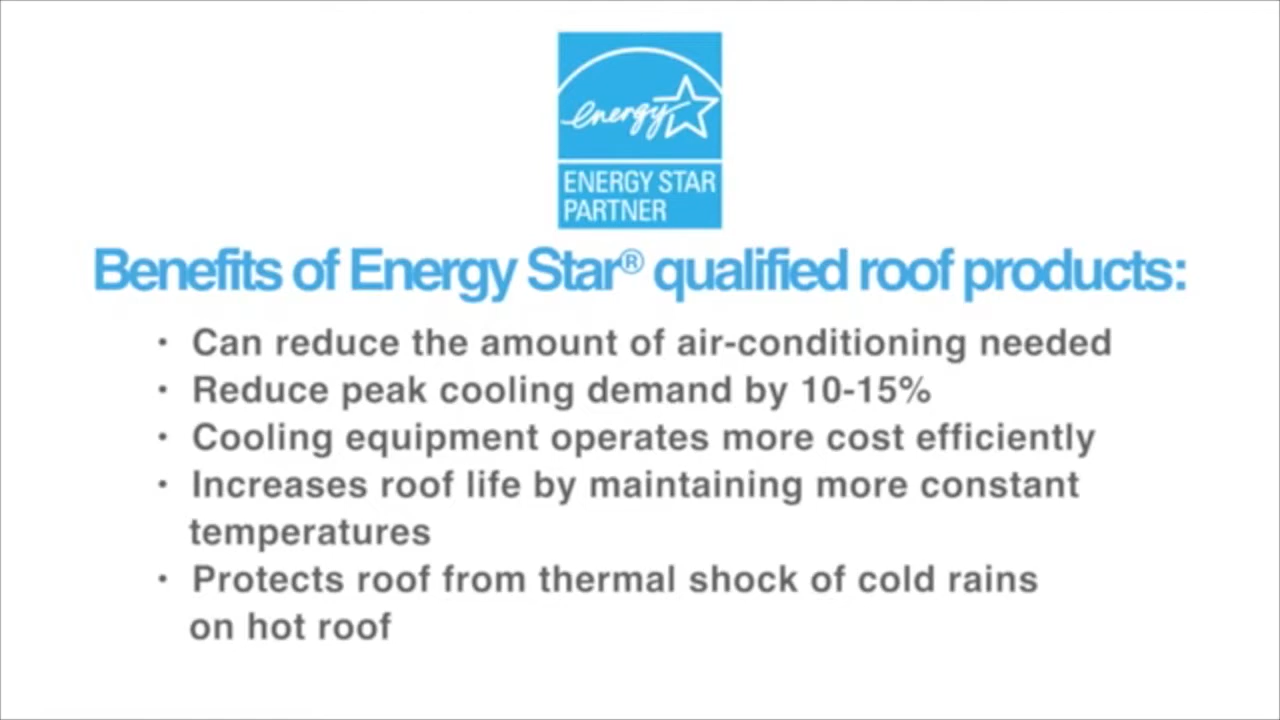 energy
ENERGY STAR
PARTNER
Benefits of Energy Star® qualified roof products:
· Can reduce the amount of air-conditioning needed
· Reduce peak cooling demand by 10-15%
· Cooling equipment operates more cost efficiently
· Increases roof life by maintaining more constant
temperatures
· Protects roof from thermal shock of cold rains
on hot roof